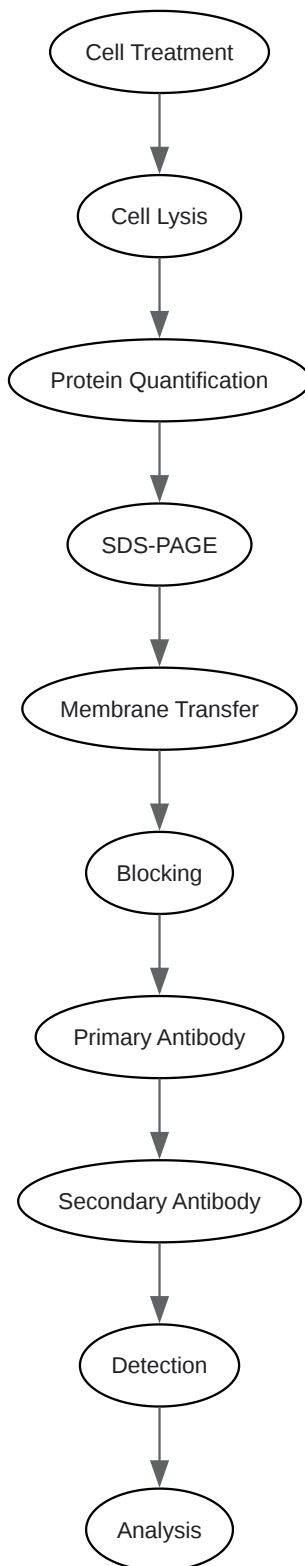 Cell Treatment
Cell Lysis
Protein Quantification
SDS-PAGE
Membrane Transfer
Blocking
Primary Antibody
Secondary Antibody
Detection
Analysis